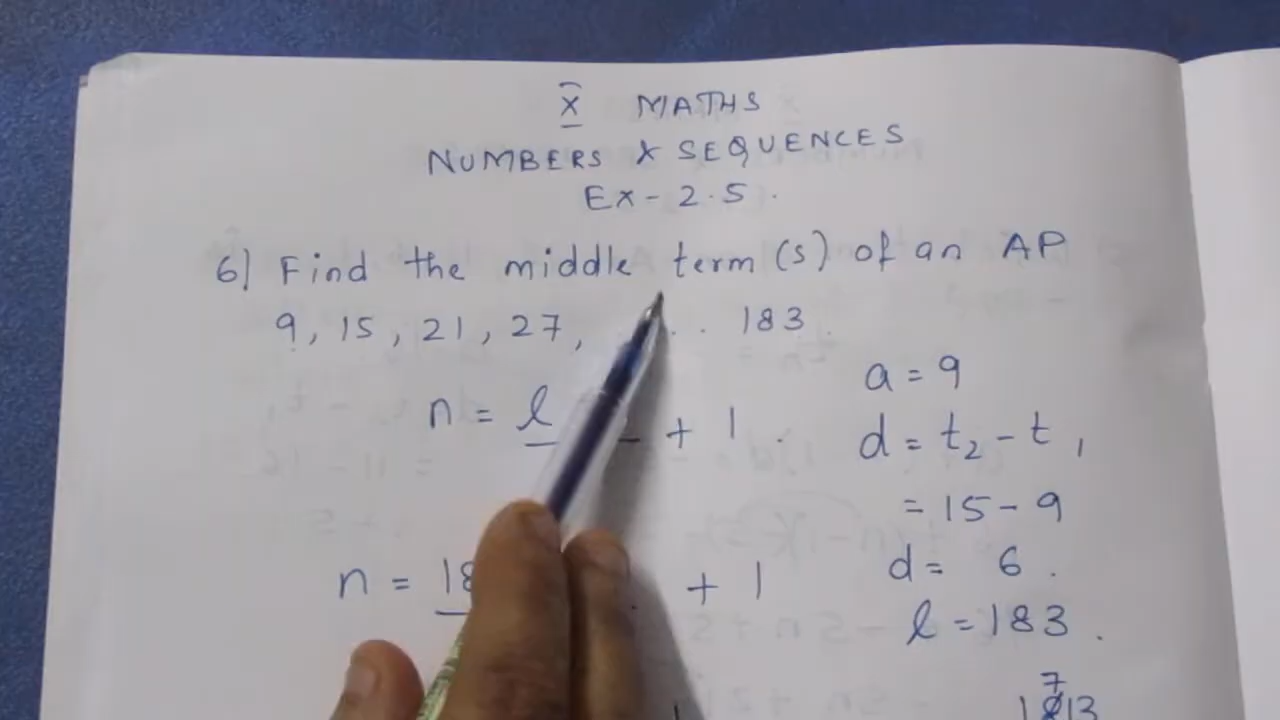 X MATHS
NUMBERS & SEQUENCES
Ex - 2.5.
6) Find the middle term(s) of an AP
9, 15, 21, 27, . . . 183.
n = l + 1.
n = 18 + 1
a = 9
d = t₂ - t₁
= 15 - 9
d = 6.
l = 183.